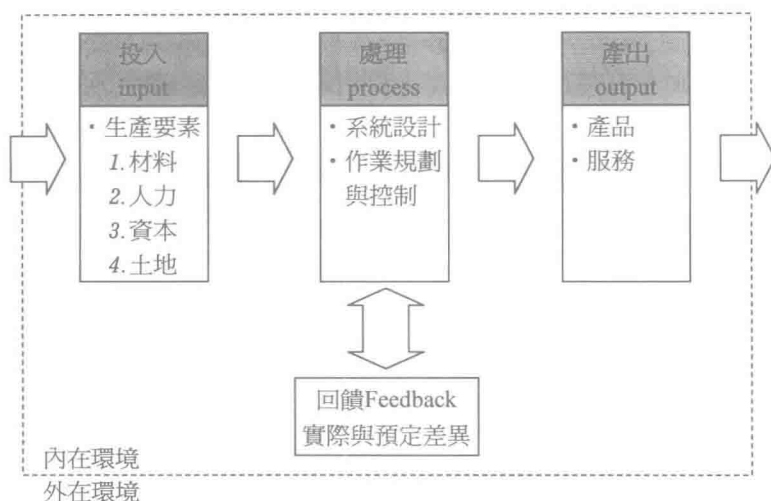 投入
input
・生產要素
1.材料
2.人力
3.資本
4.土地
處理
process
・系統設計
・作業規劃
與控制
產出
output
・產品
・服務
回饋Feedback
實際與預定差異
內在環境
外在環境